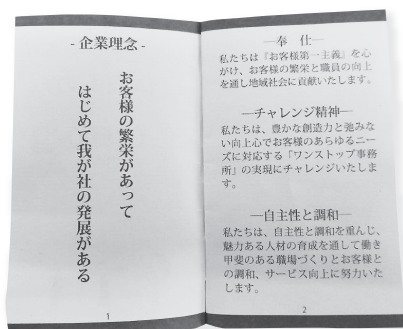 - 企業理念 -
お客様の繁栄があって
はじめて我が社の発展がある
1
―奉　仕―
私たちは『お客様第一主義』を心
がけ、お客様の繁栄と職員の向上
を通し地域社会に貢献いたします。
―チャレンジ精神―
私たちは、豊かな創造力と弛みな
い向上心でお客様のあらゆるニー
ズに対応する「ワンストップ事務
所」の実現にチャレンジいたしま
す。
―自主性と調和―
私たちは、自主性と調和を重んじ、
魅力ある人材の育成を通して働き
甲斐のある職場づくりとお客様と
の調和、サービス向上に努力いた
します。
2